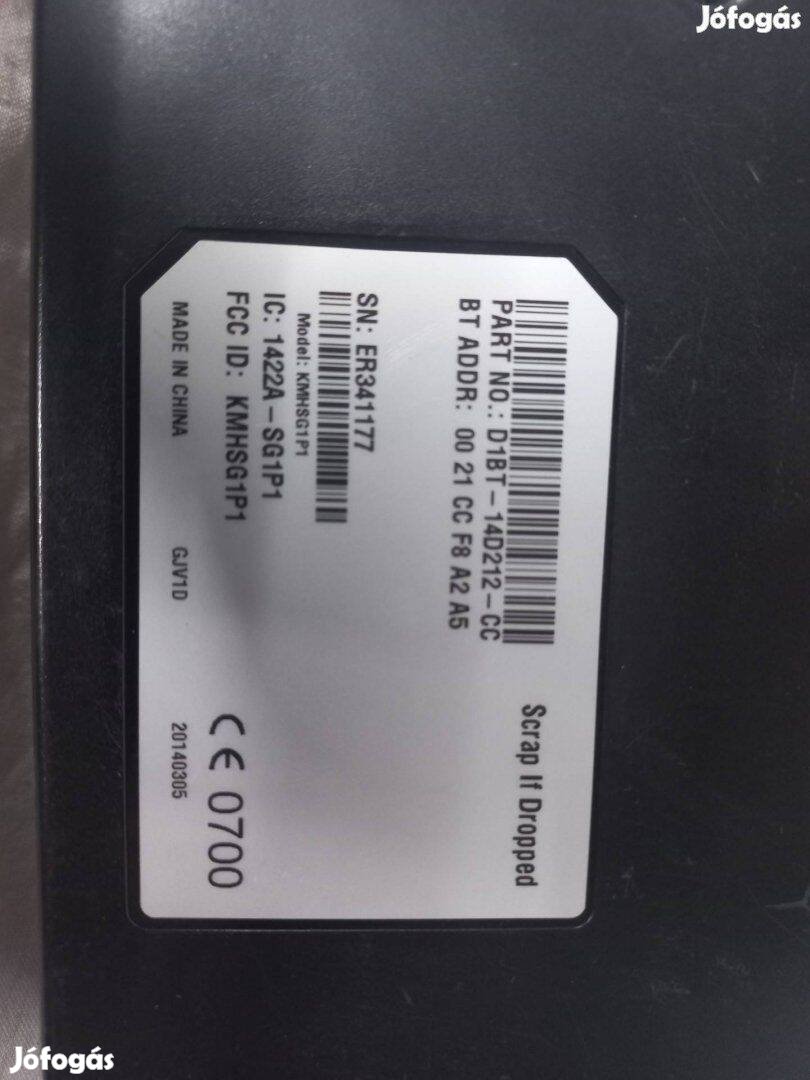 Jófogás
Scrap If Dropped
PART NO.: D1BT-14D212-CC
BT ADDR: 00 21 CC F8 A2 A5
SN: ER341177
Model: KMHSG1P1
IC: 1422A-SG1P1
FCC ID: KMHSG1P1
CE 0700
MADE IN CHINA GJV1D 20140305
Jófogás